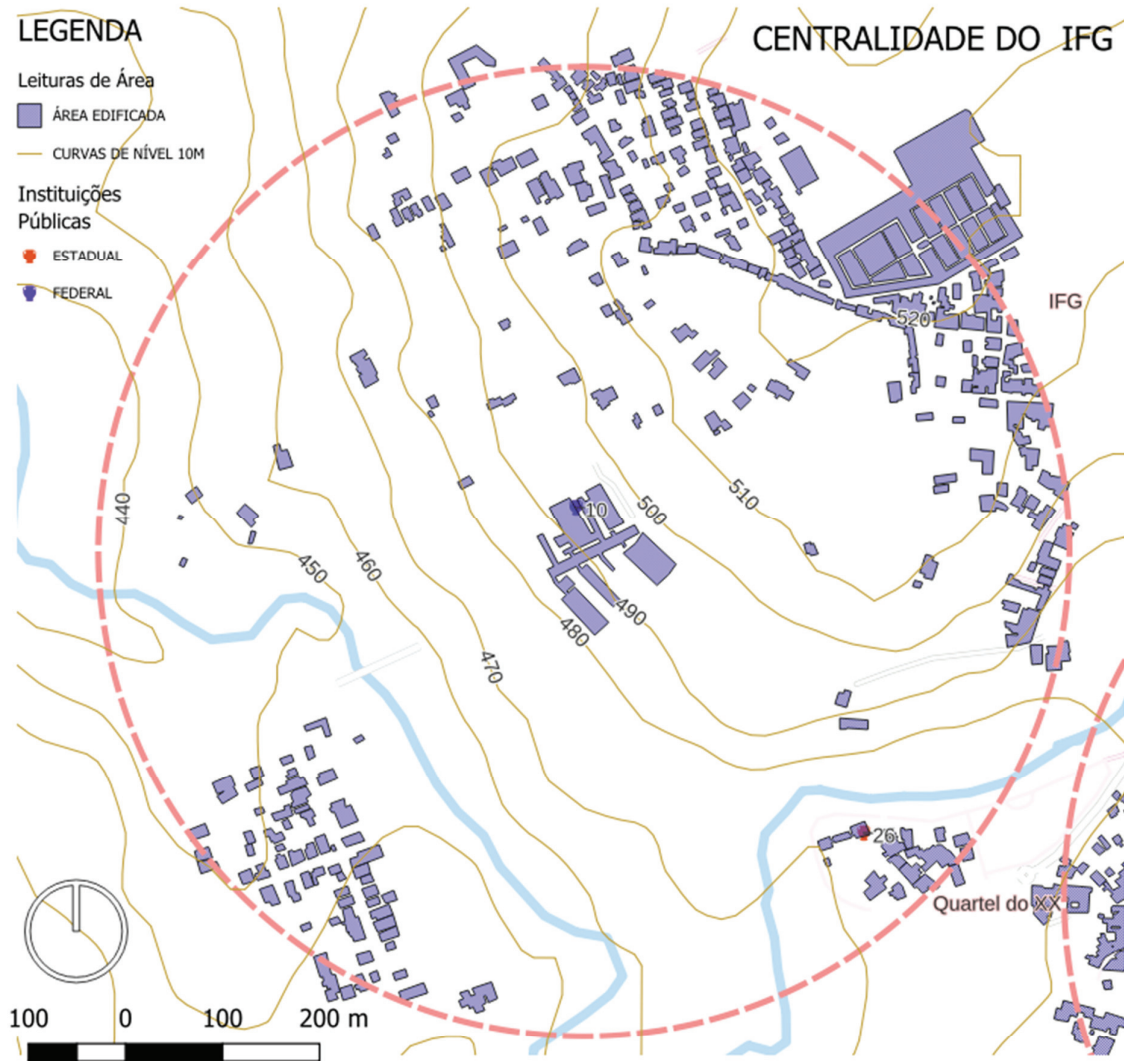 LEGENDA
CENTRALIDADE DO IFG
Leituras de Área
ÁREA EDIFICADA
CURVAS DE NÍVEL 10M
Instituições
Públicas
ESTADUAL
FEDERAL
IFG
520
440
510
500
10
450
460
490
480
470
26
Quartel do XX
100 0 100 200 m